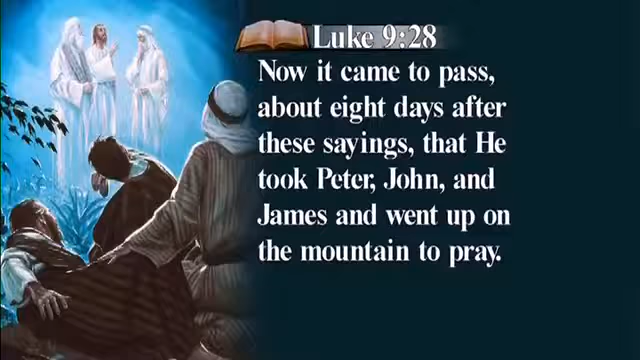 Luke 9:28
Now it came to pass,
about eight days after
these sayings, that He
took Peter, John, and
James and went up on
the mountain to pray.